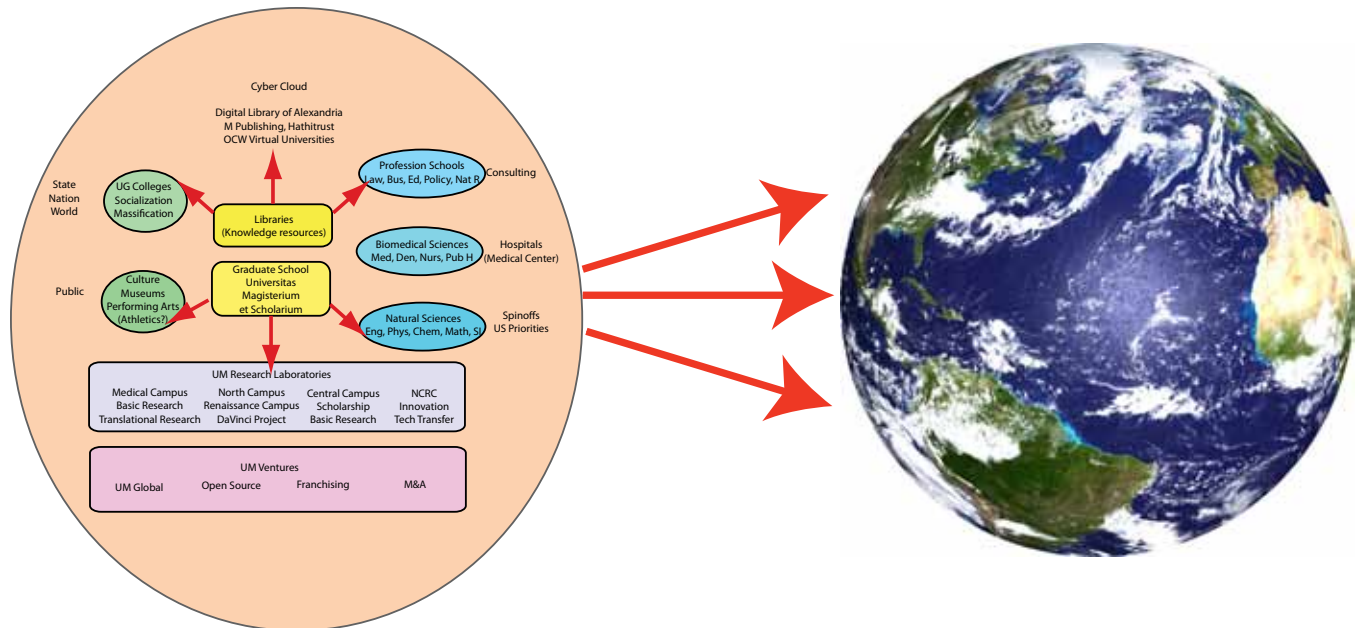 Cyber Cloud
Digital Library of Alexandria
M Publishing, Hathitrust
OCW Virtual Universities
State
Nation
World
UG Colleges
Socialization
Massification
Profession Schools
Law, Bus, Ed, Policy, Nat R
Consulting
Libraries
(Knowledge resources)
Biomedical Sciences
Med, Den, Nurs, Pub H
Hospitals
(Medical Center)
Public
Culture
Museums
Performing Arts
(Athletics?)
Graduate School
Universitas
Magisterium
et Scholarium
Natural Sciences
Eng, Phys, Chem, Math, SI
Spinoffs
US Priorities
UM Research Laboratories
Medical Campus
Basic Research
Translational Research
North Campus
Renaissance Campus
DaVinci Project
Central Campus
Scholarship
Basic Research
NCRC
Innovation
Tech Transfer
UM Ventures
UM Global
Open Source
Franchising
M&A